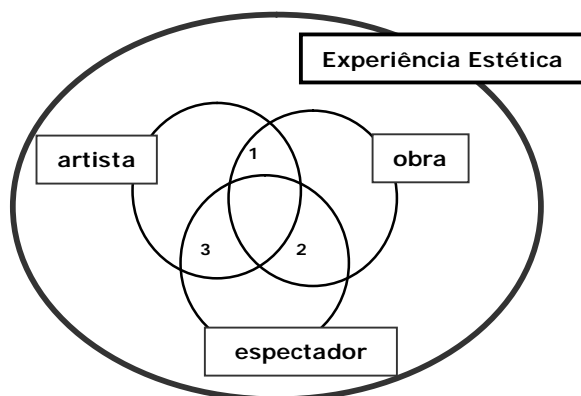 Experiência Estética
artista
1
obra
3
2
espectador